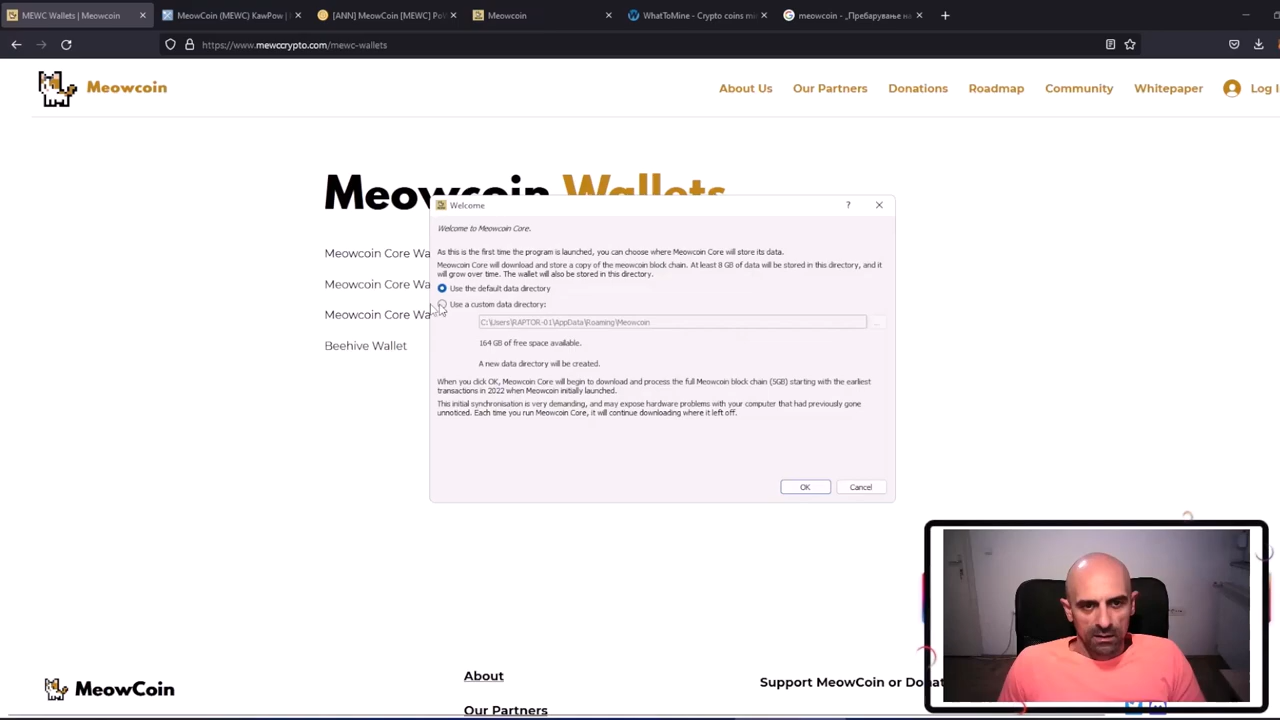 MEWC Wallets | Meowcoin
MeowCoin (MEWC) KawPow
[ANN] MeowCoin [MEWC] PoW
Meowcoin
WhatToMine - Crypto coins
meowcoin - „Пребарување на
https://www.mewccrypto.com/mewc-wallets
Meowcoin
About Us
Our Partners
Donations
Roadmap
Community
Whitepaper
Log I
Meowcoin Wallets
Meowcoin Core Wa
Meowcoin Core Wa
Meowcoin Core Wa
Beehive Wallet
Welcome
?
Welcome to Meowcoin Core.
As this is the first time the program is launched, you can choose where Meowcoin Core will store its data.
Meowcoin Core will download and store a copy of the meowcoin block chain. At least 8 GB of data will be stored in this directory, and it
will grow over time. The wallet will also be stored in this directory.
Use the default data directory
Use a custom data directory:
C:\Users\RAPTOR-01\AppData\Roaming\Meowcoin
...
164 GB of free space available.
A new data directory will be created.
When you click OK, Meowcoin Core will begin to download and process the full Meowcoin block chain (5GB) starting with the earliest
transactions in 2022 when Meowcoin initially launched.
This initial synchronisation is very demanding, and may expose hardware problems with your computer that had previously gone
unnoticed. Each time you run Meowcoin Core, it will continue downloading where it left off.
OK
Cancel
MeowCoin
About
Our Partners
Support MeowCoin or Donat